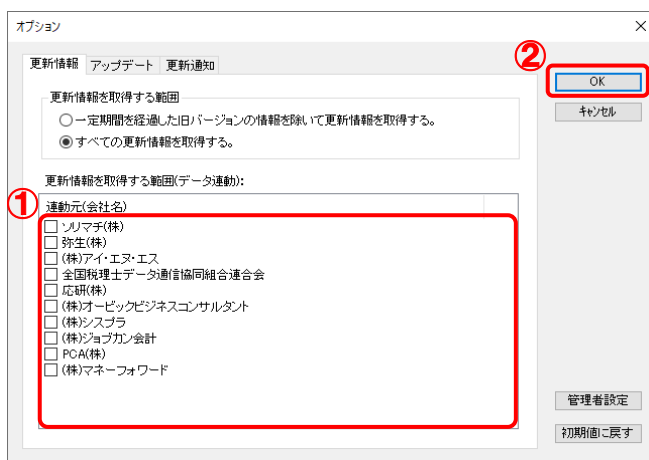 オプション
②
更新情報 アップデート 更新通知
OK
更新情報を取得する範囲
キャンセル
一定期間を経過した旧バージョンの情報を除いて更新情報を取得する。
すべての更新情報を取得する。
更新情報を取得する範囲(データ連動):
①
連動元(会社名)
ソリマチ(株)
弥生(株)
(株)アイ・エヌ・エス
全国税理士データ通信協同組合連合会
応研(株)
(株)オービックビジネスコンサルタント
(株)シスプラ
(株)ジョブカン会計
PCA(株)
(株)マネーフォワード
管理者設定
初期値に戻す